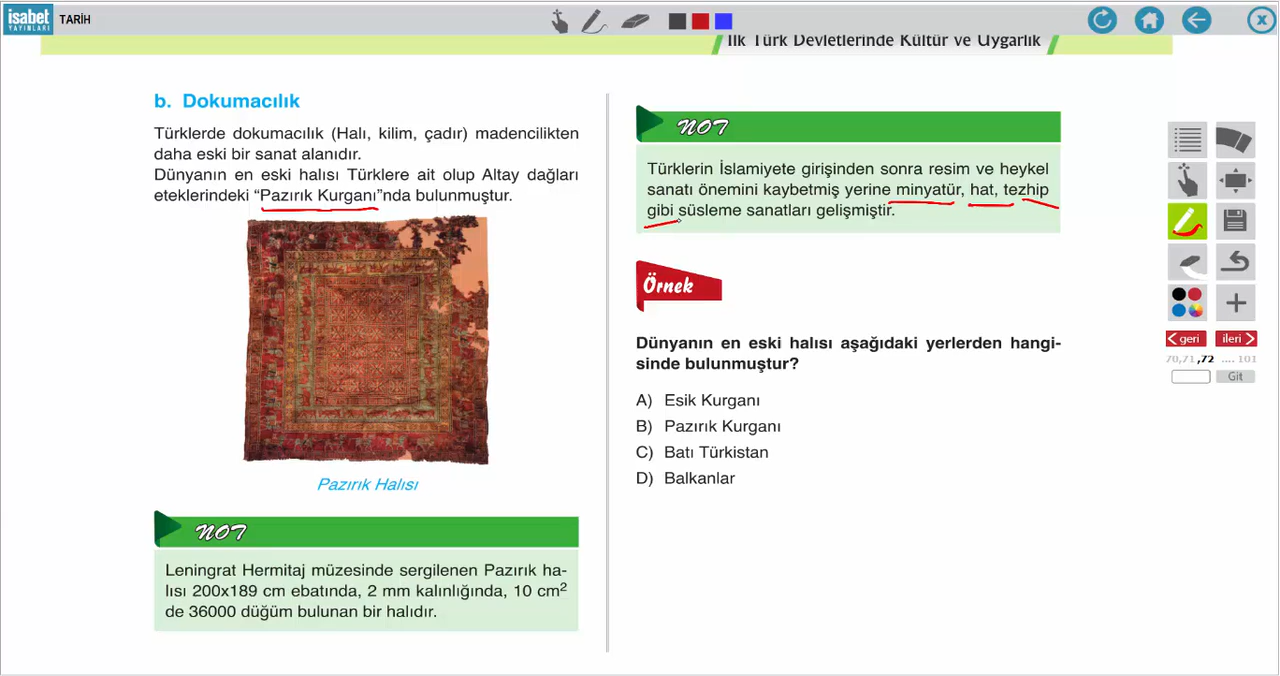 isabet
YAYINLARI
TARİH
İlk Türk Devletlerinde Kültür ve Uygarlık
b. Dokumacılık
Türklerde dokumacılık (Halı, kilim, çadır) madencilikten
daha eski bir sanat alanıdır.
Dünyanın en eski halısı Türklere ait olup Altay dağları
eteklerindeki “Pazırık Kurganı”nda bulunmuştur.
Pazırık Halısı
NOT
Leningrat Hermitaj müzesinde sergilenen Pazırık ha-
lısı 200x189 cm ebatında, 2 mm kalınlığında, 10 cm²
de 36000 düğüm bulunan bir halıdır.
NOT
Türklerin İslamiyete girişinden sonra resim ve heykel
sanatı önemini kaybetmiş yerine minyatür, hat, tezhip
gibi süsleme sanatları gelişmiştir.
Örnek
Dünyanın en eski halısı aşağıdaki yerlerden hangi-
sinde bulunmuştur?
A) Esik Kurganı
B) Pazırık Kurganı
C) Batı Türkistan
D) Balkanlar
geri ileri
70,71,72 .... 101
Git